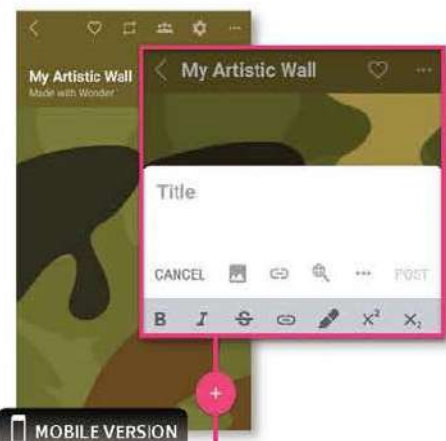 My Artistic Wall
Made with Wonder
My Artistic Wall
Title
CANCEL
POST
B I S X² X₂
+
MOBILE VERSION